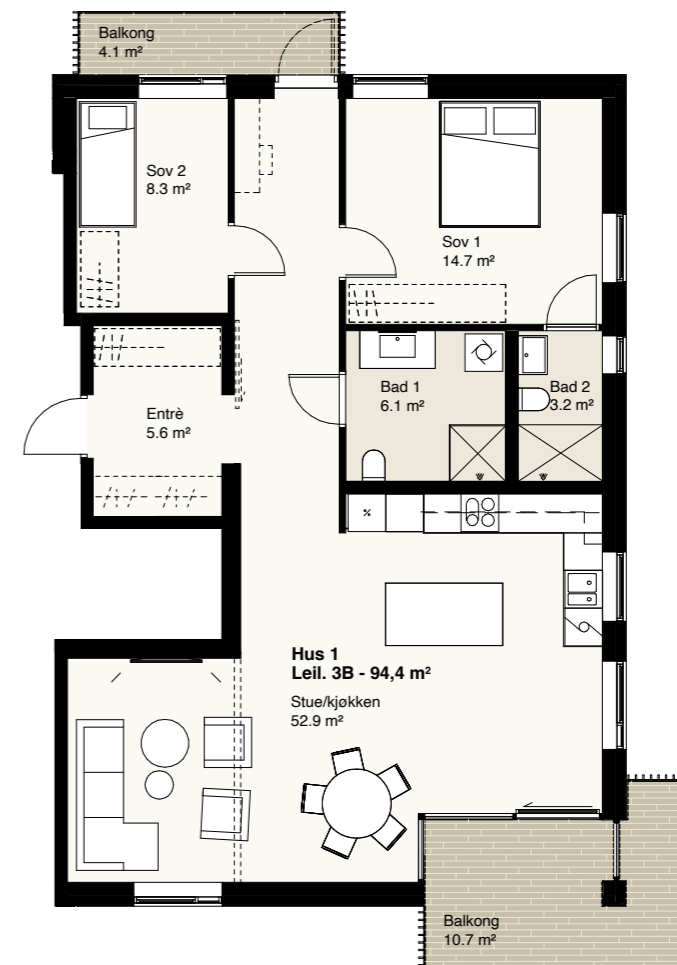 Balkong
4.1 m²
Sov 2
8.3 m²
Sov 1
14.7 m²
Bad 1
6.1 m²
Bad 2
3.2 m²
Entrè
5.6 m²
%
Hus 1
Leil. 3B - 94,4 m²
Stue/kjøkken
52.9 m²
Balkong
10.7 m²